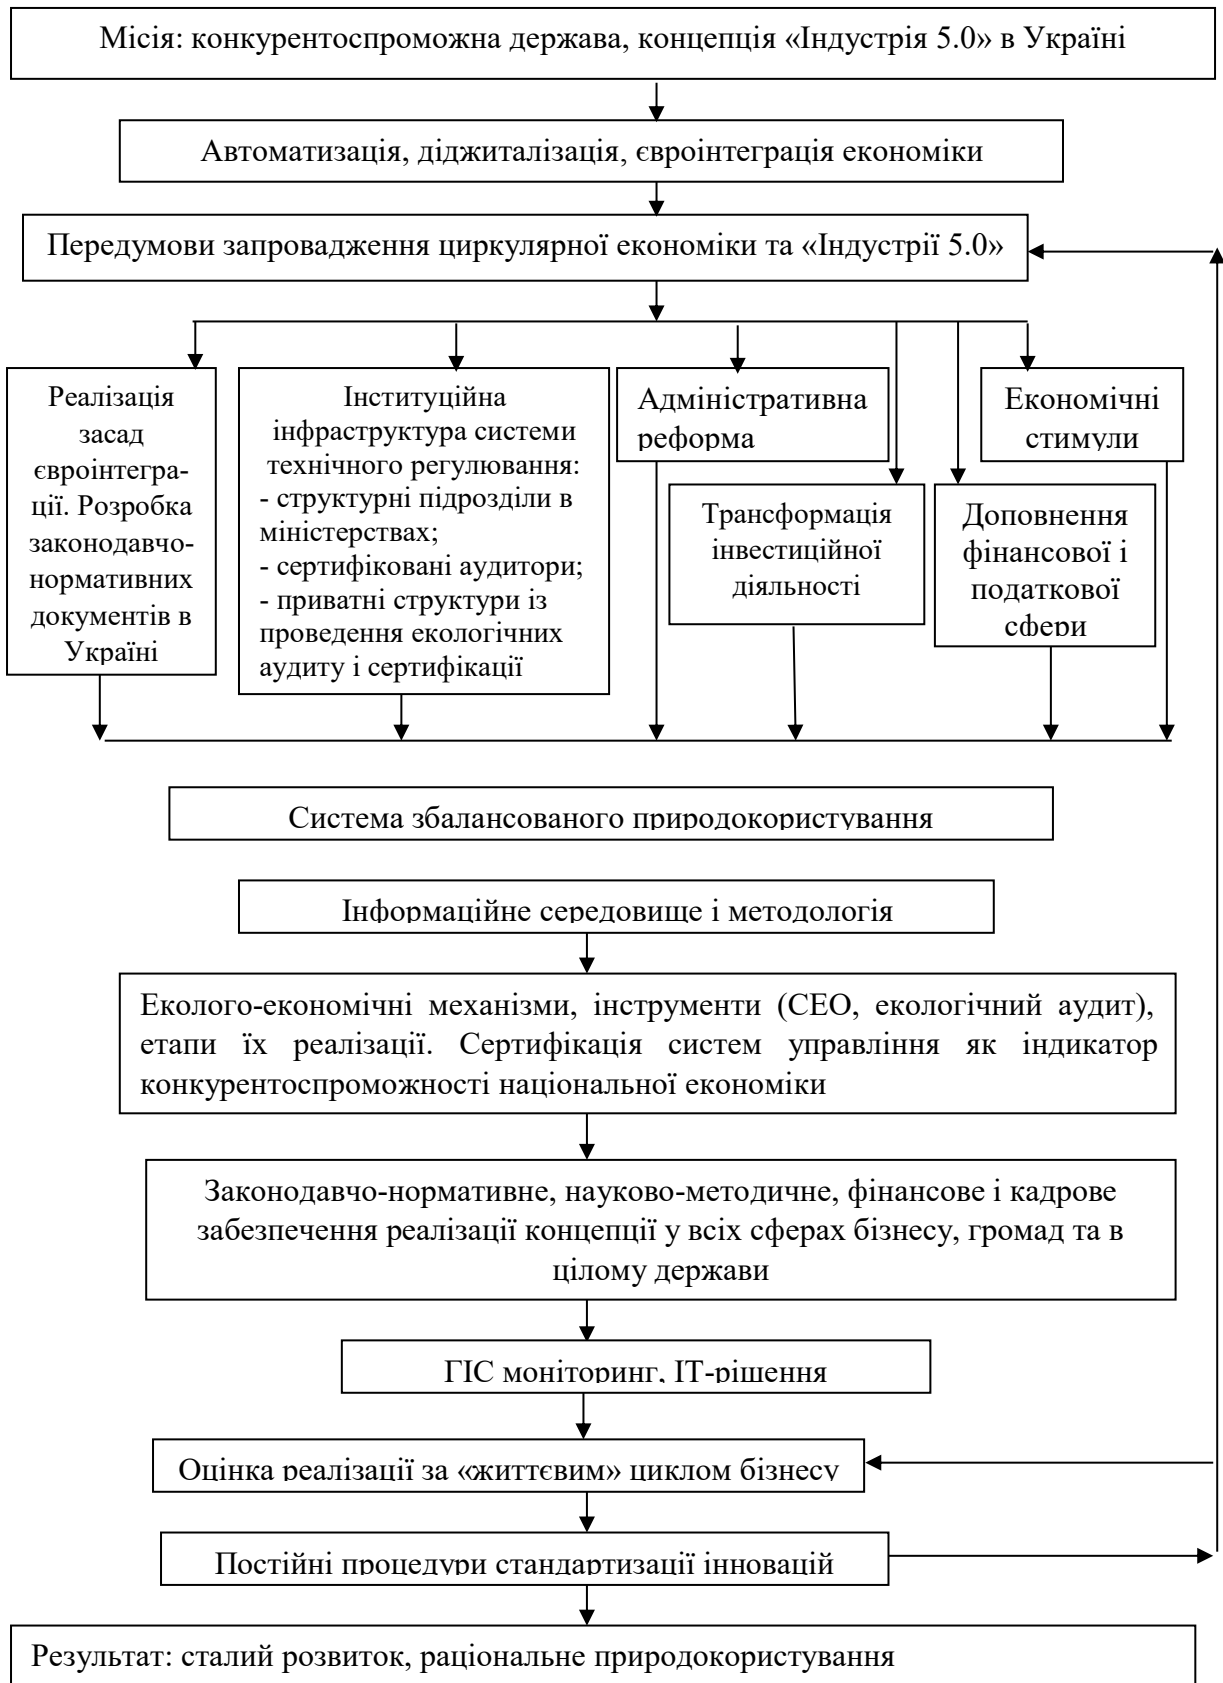 Місія: конкурентоспроможна держава, концепція «Індустрія 5.0» в Україні
Автоматизація, діджиталізація, євроінтеграція економіки
Передумови запровадження циркулярної економіки та «Індустрії 5.0»
Реалізація
засад
євроінтегра-
ції. Розробка
законодавчо-
нормативних
документів в
Україні
Інституційна
інфраструктура системи
технічного регулювання:
- структурні підрозділи в
міністерствах;
- сертифіковані аудитори;
- приватні структури із
проведення екологічних
аудиту і сертифікації
Адміністративна
реформа
Економічні
стимули
Трансформація
інвестиційної
діяльності
Доповнення
фінансової і
податкової
сфери
Система збалансованого природокористування
Інформаційне середовище і методологія
Еколого-економічні механізми, інструменти (СЕО, екологічний аудит),
етапи їх реалізації. Сертифікація систем управління як індикатор
конкурентоспроможності національної економіки
Законодавчо-нормативне, науково-методичне, фінансове і кадрове
забезпечення реалізації концепції у всіх сферах бізнесу, громад та в
цілому держави
ГІС моніторинг, ІТ-рішення
Оцінка реалізації за «життєвим» циклом бізнесу
Постійні процедури стандартизації інновацій
Результат: сталий розвиток, раціональне природокористування